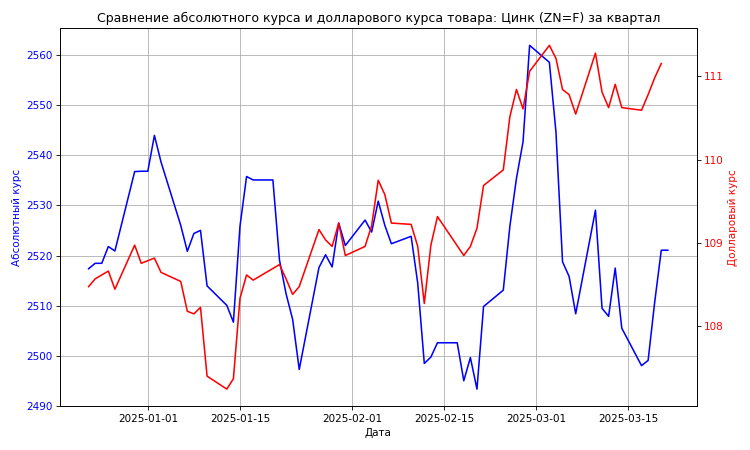 Сравнение абсолютного курса и долларового курса товара: Цинк (ZN=F) за квартал
Абсолютный курс
2560
2550
2540
2530
2520
2510
2500
2490
111
110
109
108
Долларовый курс
2025-01-01 2025-01-15 2025-02-01 2025-02-15 2025-03-01 2025-03-15
Дата